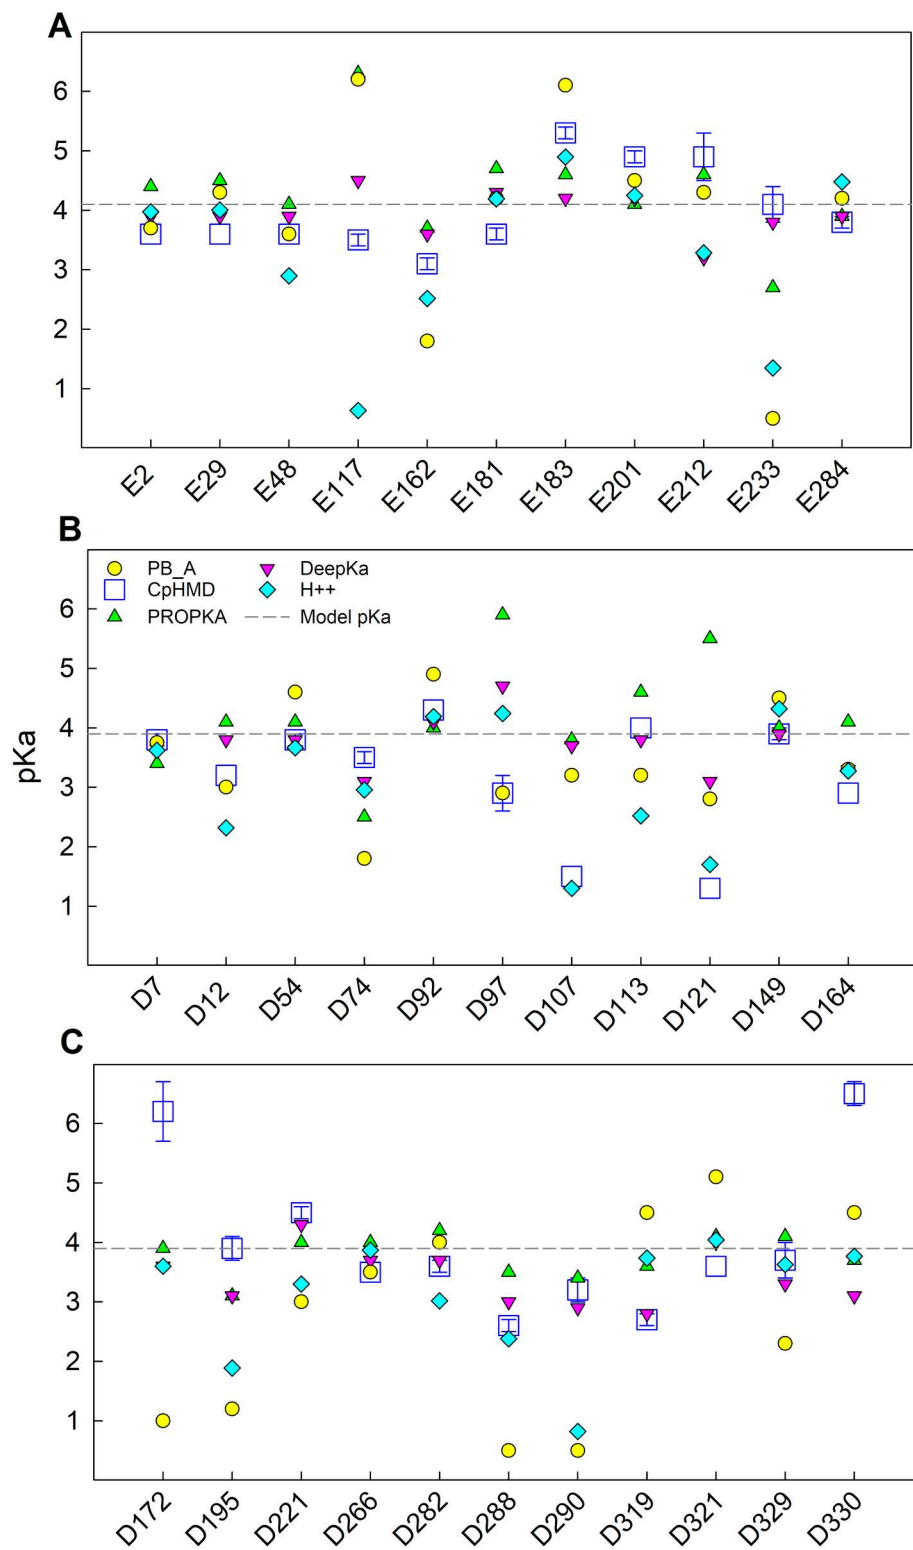 A
6
5
4
3
2
1
E2 E29 E48 E117 E162 E181 E183 E201 E212 E233 E284
B
PB_A DeepKa
CpHMD H++
PROPKA Model pKa
6
5
4
3
2
1
pKa
D7 D12 D54 D74 D92 D97 D107 D113 D121 D149 D164
C
6
5
4
3
2
1
D172 D195 D221 D266 D282 D288 D290 D319 D321 D329 D330